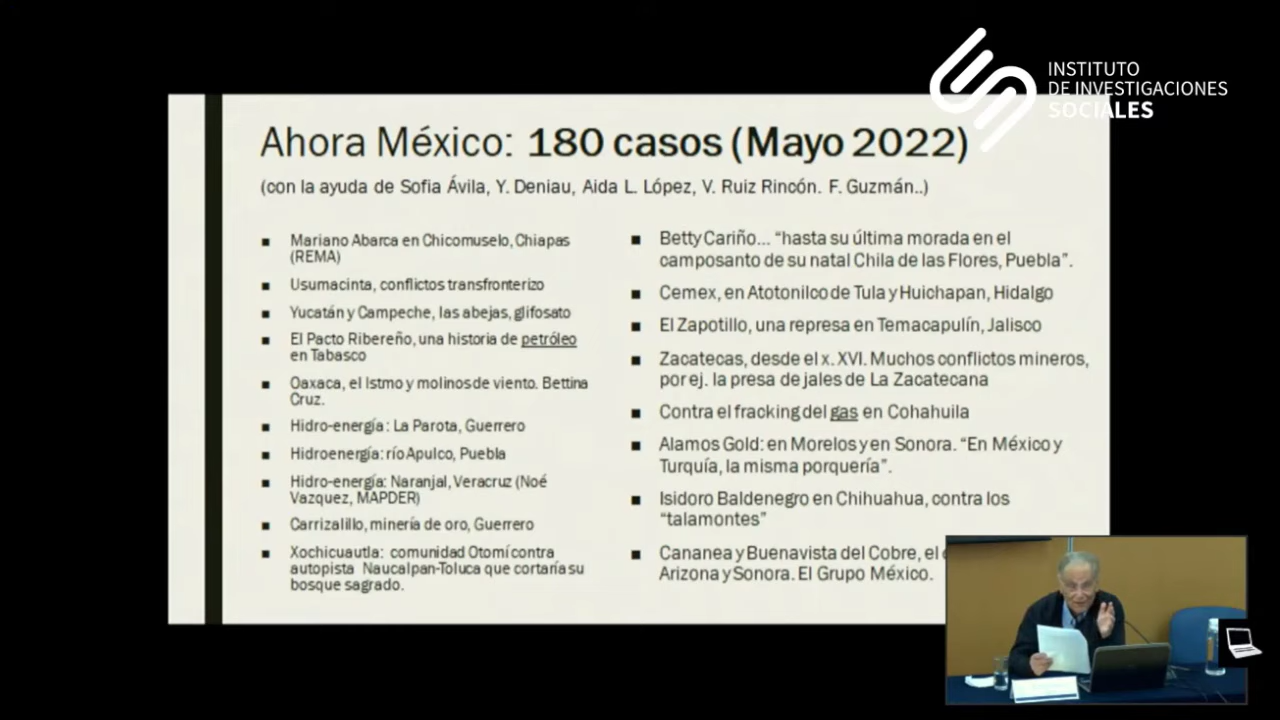 INSTITUTO
DE INVESTIGACIONES
SOCIALES
Ahora México: 180 casos (Mayo 2022)
(con la ayuda de Sofia Ávila, Y. Deniau, Aida L. López, V. Ruiz Rincón. F. Guzmán..)
Mariano Abarca en Chicomuselo, Chiapas
(REMA)
Usumacinta, conflictos transfronterizo
Yucatán y Campeche, las abejas, glifosato
El Pacto Ribereño, una historia de petróleo
en Tabasco
Oaxaca, el Istmo y molinos de viento. Bettina
Cruz.
Hidro-energía: La Parota, Guerrero
Hidroenergía: río Apulco, Puebla
Hidro-energía: Naranjal, Veracruz (Noé
Vazquez, MAPDER)
Carrizalillo, minería de oro, Guerrero
Xochicuautla: comunidad Otomí contra
autopista Naucalpan-Toluca que cortaría su
bosque sagrado.
Betty Cariño... “hasta su última morada en el
camposanto de su natal Chila de las Flores, Puebla”.
Cemex, en Atotonilco de Tula y Huichapan, Hidalgo
El Zapotillo, una represa en Temacapulín, Jalisco
Zacatecas, desde el x. XVI. Muchos conflictos mineros,
por ej. la presa de jales de La Zacatecana
Contra el fracking del gas en Cohahuila
Alamos Gold: en Morelos y en Sonora. “En México y
Turquía, la misma porquería”.
Isidoro Baldenegro en Chihuahua, contra los
“talamontes”
Cananea y Buenavista del Cobre, el
Arizona y Sonora. El Grupo México.